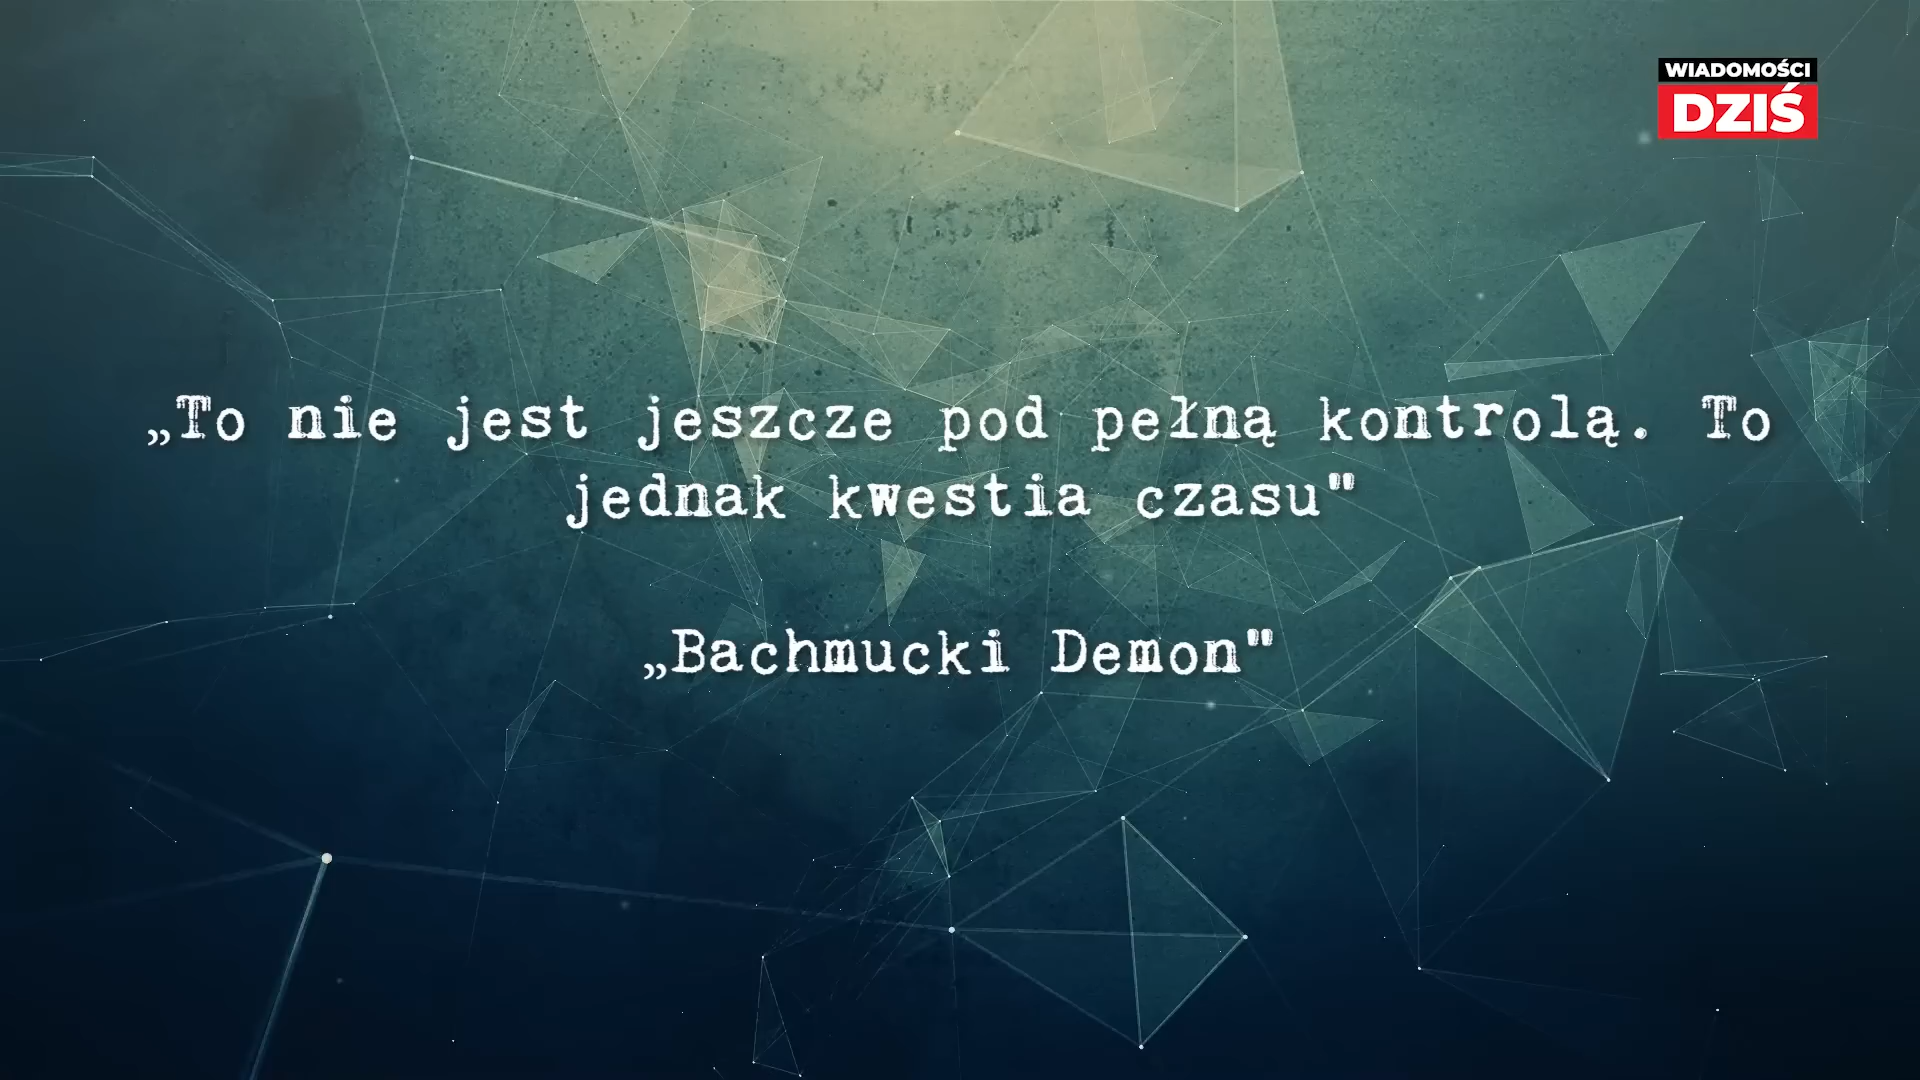 WIADOMOŚCI
DZIŚ
„To nie jest jeszcze pod pełną kontrolą. To
jednak kwestia czasu"
„Bachmucki Demon"